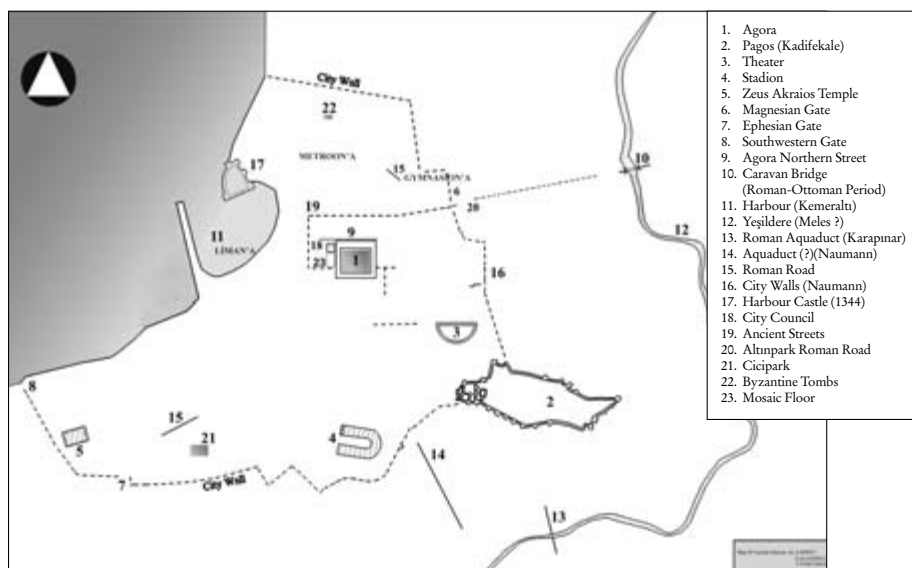 City Wall
22
METROON'A
15
GYMNASION'A
10
17
6
19
20
9
11
LİMAN'A
18
1
23
12
16
3
8
2
15
4
5
21
14
7
City Wall
13
1. Agora
2. Pagos (Kadifekale)
3. Theater
4. Stadion
5. Zeus Akraios Temple
6. Magnesian Gate
7. Ephesian Gate
8. Southwestern Gate
9. Agora Northern Street
10. Caravan Bridge
(Roman-Ottoman Period)
11. Harbour (Kemeraltı)
12. Yeşildere (Meles ?)
13. Roman Aquaduct (Karapınar)
14. Aquaduct (?)(Naumann)
15. Roman Road
16. City Walls (Naumann)
17. Harbour Castle (1344)
18. City Council
19. Ancient Streets
20. Altınpark Roman Road
21. Cicipark
22. Byzantine Tombs
23. Mosaic Floor